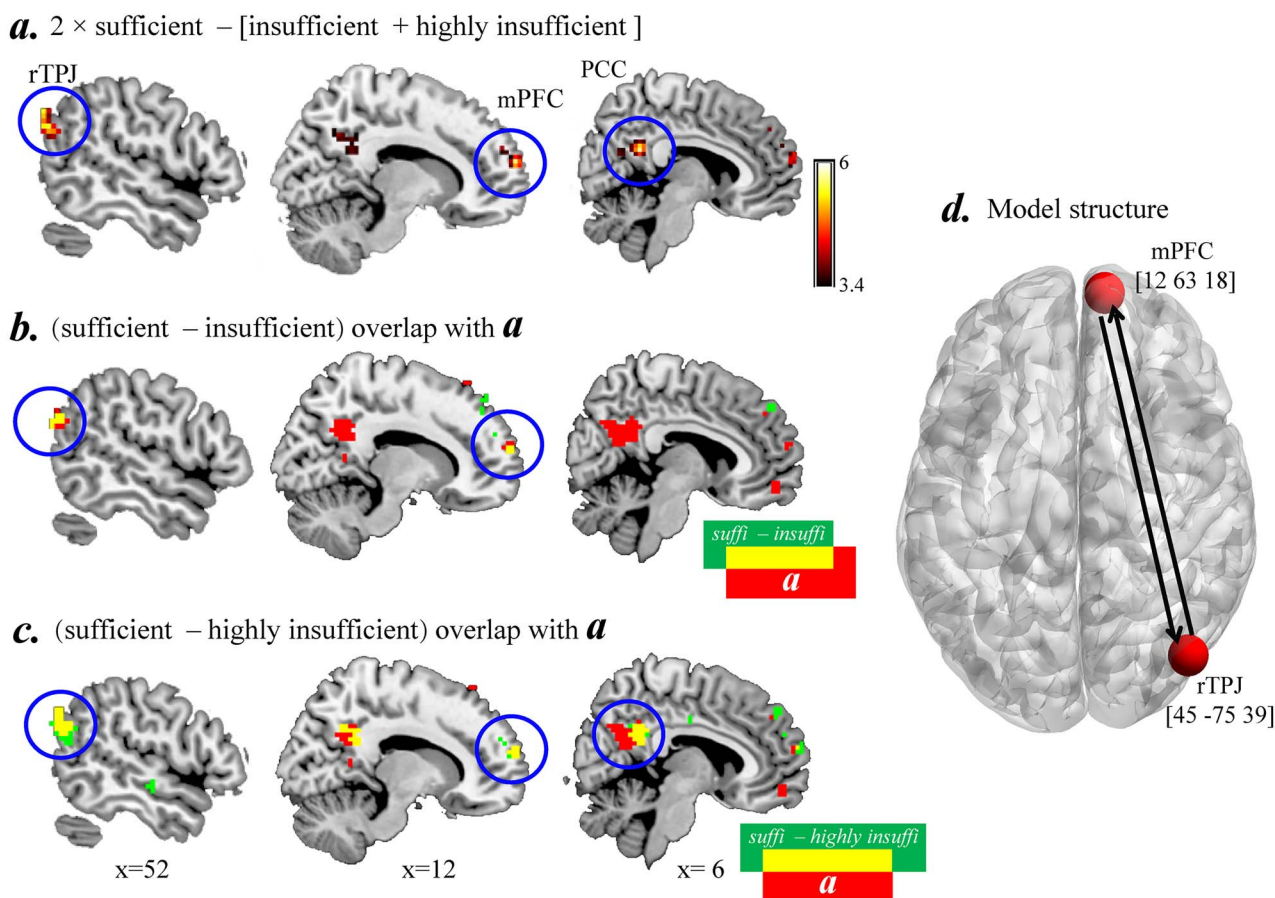 a. 2 × sufficient – [insufficient + highly insufficient ]
rTPJ
mPFC
PCC
6
3.4
b. (sufficient – insufficient) overlap with a
suffi – insuffi
a
c. (sufficient – highly insufficient) overlap with a
x=52
x=12
x= 6
suffi – highly insuffi
a
d. Model structure
mPFC
[12 63 18]
rTPJ
[45 -75 39]